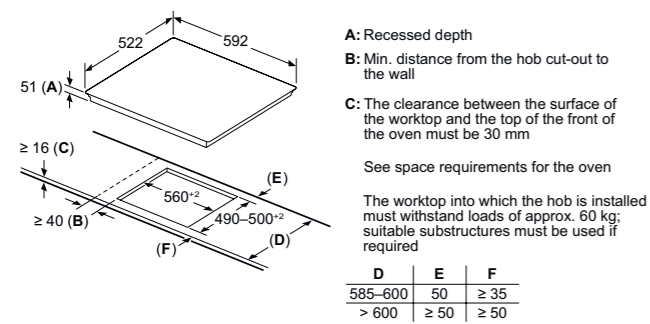 522
592
51 (A)
≥ 16 (C)
(E)
560+2
490–500+2
≥ 40 (B)
(D)
(F)
A: Recessed depth
B: Min. distance from the hob cut-out to
the wall
C: The clearance between the surface of
the worktop and the top of the front of
the oven must be 30 mm
See space requirements for the oven
The worktop into which the hob is installed
must withstand loads of approx. 60 kg;
suitable substructures must be used if
required
D E F
585–600 50 ≥ 35
> 600 ≥ 50 ≥ 50